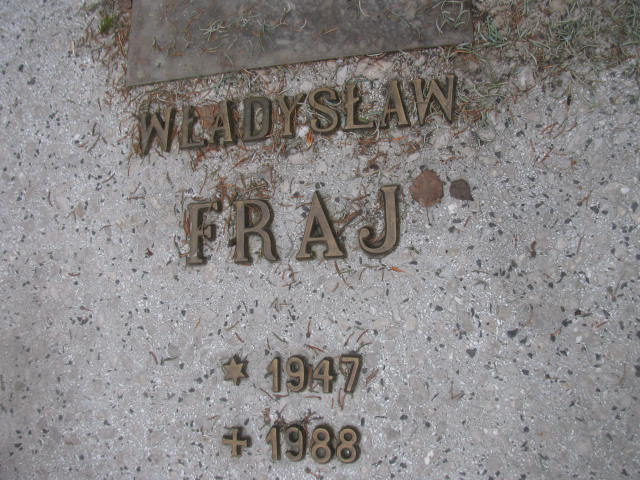 WŁADYSŁAW
FRAJ
* 1947
+ 1988